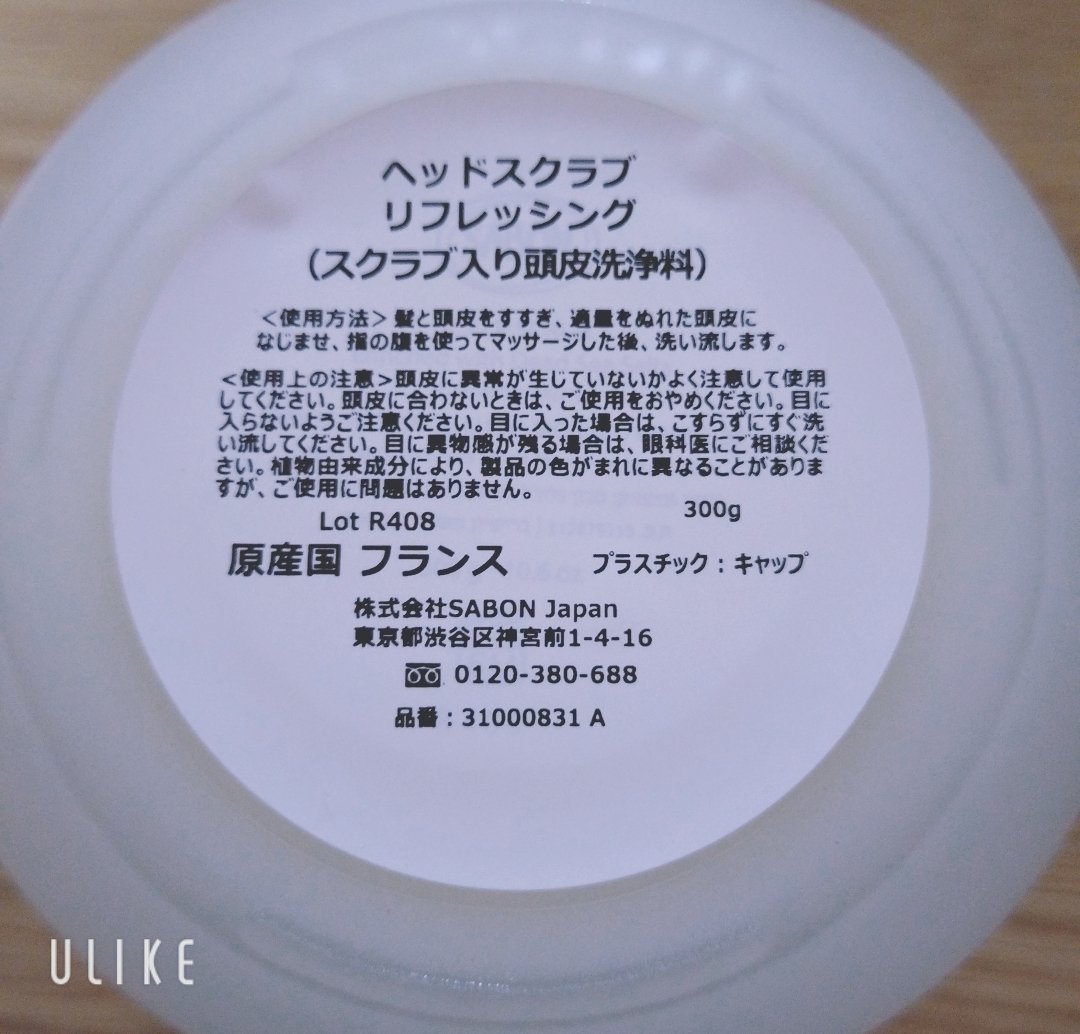 ヘッドスクラブ
リフレッシング
（スクラブ入り頭皮洗浄料）
＜使用方法＞髪と頭皮をすすぎ、適量をぬれた頭皮に
なじませ、指の腹を使ってマッサージした後、洗い流します。
＜使用上の注意＞頭皮に異常が生じていないかよく注意して使用
してください。頭皮に合わないときは、ご使用をおやめください。目に
入らないようご注意ください。目に入った場合は、こすらずにすぐ洗
い流してください。目に異物感が残る場合は、眼科医にご相談くだ
さい。植物由来成分により、製品の色がまれに異なることがありま
すが、ご使用に問題はありません。
Lot R408 300g
原産国 フランス プラスチック：キャップ
株式会社SABON Japan
東京都渋谷区神宮前1-4-16
0120-380-688
品番：31000831 A
ULIKE